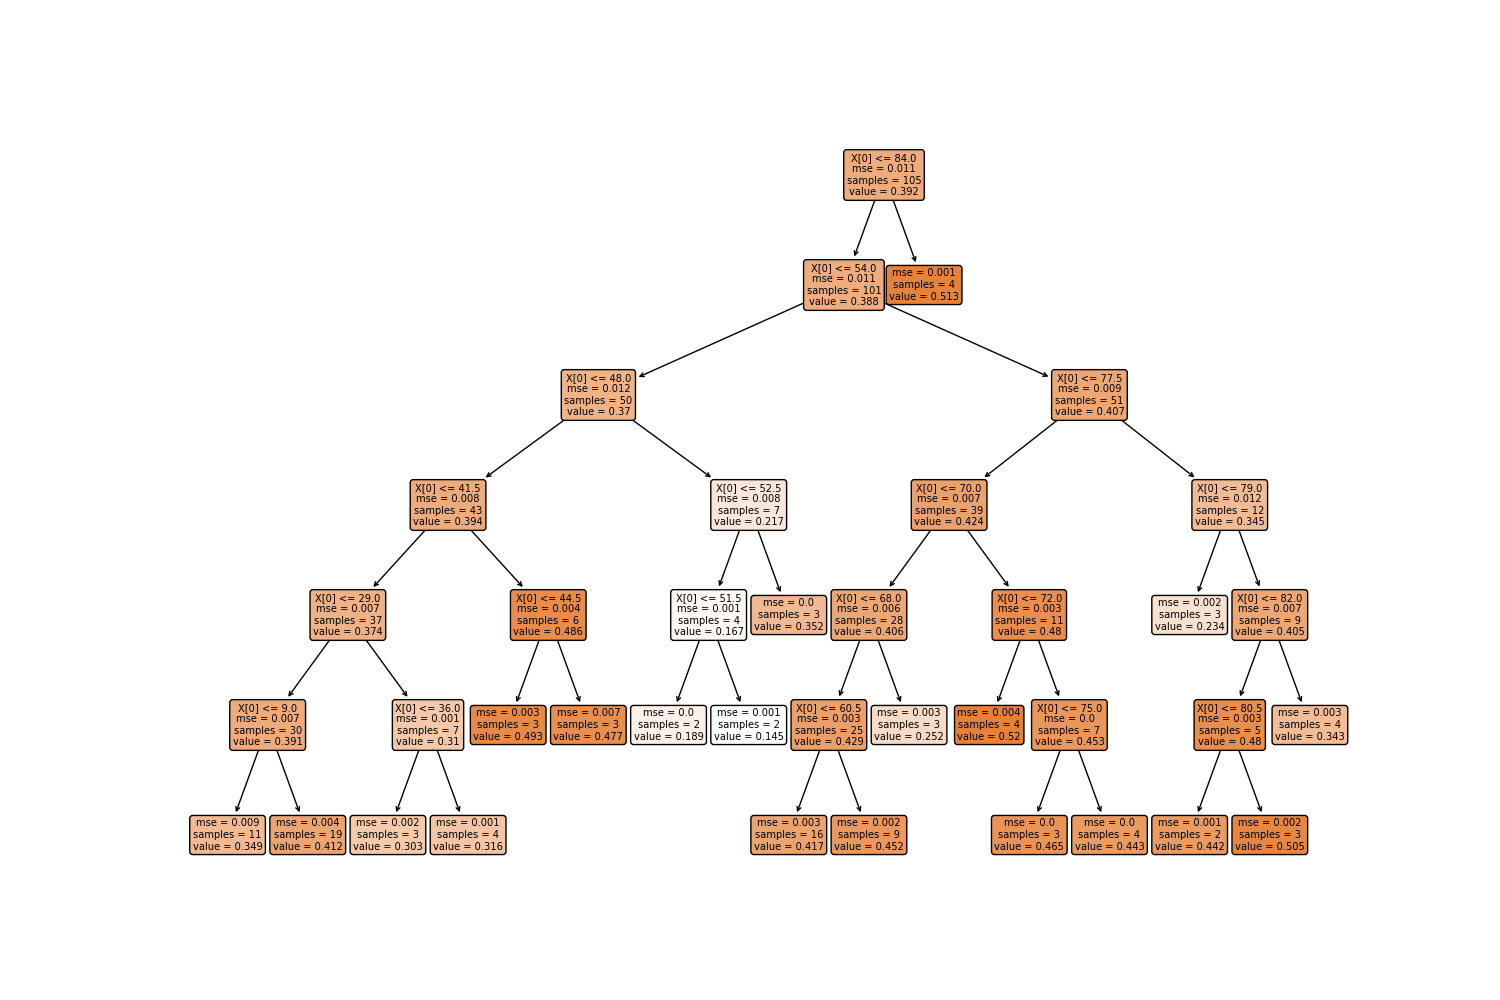 X[0] <= 84.0
mse = 0.011
samples = 105
value = 0.392
X[0] <= 54.0
mse = 0.011
samples = 101
value = 0.388
mse = 0.001
samples = 4
value = 0.513
X[0] <= 48.0
mse = 0.012
samples = 50
value = 0.37
X[0] <= 77.5
mse = 0.009
samples = 51
value = 0.407
X[0] <= 41.5
mse = 0.008
samples = 43
value = 0.394
X[0] <= 52.5
mse = 0.008
samples = 7
value = 0.217
X[0] <= 70.0
mse = 0.007
samples = 39
value = 0.424
X[0] <= 79.0
mse = 0.012
samples = 12
value = 0.345
X[0] <= 29.0
mse = 0.007
samples = 37
value = 0.374
X[0] <= 44.5
mse = 0.004
samples = 6
value = 0.486
X[0] <= 51.5
mse = 0.001
samples = 4
value = 0.167
mse = 0.0
samples = 3
value = 0.352
X[0] <= 68.0
mse = 0.006
samples = 28
value = 0.406
X[0] <= 72.0
mse = 0.003
samples = 11
value = 0.48
mse = 0.002
samples = 3
value = 0.234
X[0] <= 82.0
mse = 0.007
samples = 9
value = 0.405
X[0] <= 9.0
mse = 0.007
samples = 30
value = 0.391
X[0] <= 36.0
mse = 0.001
samples = 7
value = 0.31
mse = 0.003
samples = 3
value = 0.493
mse = 0.007
samples = 3
value = 0.477
mse = 0.0
samples = 2
value = 0.189
mse = 0.001
samples = 2
value = 0.145
X[0] <= 60.5
mse = 0.003
samples = 25
value = 0.429
mse = 0.003
samples = 3
value = 0.252
mse = 0.004
samples = 4
value = 0.52
X[0] <= 75.0
mse = 0.0
samples = 7
value = 0.453
X[0] <= 80.5
mse = 0.003
samples = 5
value = 0.48
mse = 0.003
samples = 4
value = 0.343
mse = 0.009
samples = 11
value = 0.349
mse = 0.004
samples = 19
value = 0.412
mse = 0.002
samples = 3
value = 0.303
mse = 0.001
samples = 4
value = 0.316
mse = 0.003
samples = 16
value = 0.417
mse = 0.002
samples = 9
value = 0.452
mse = 0.0
samples = 3
value = 0.465
mse = 0.0
samples = 4
value = 0.443
mse = 0.001
samples = 2
value = 0.442
mse = 0.002
samples = 3
value = 0.505